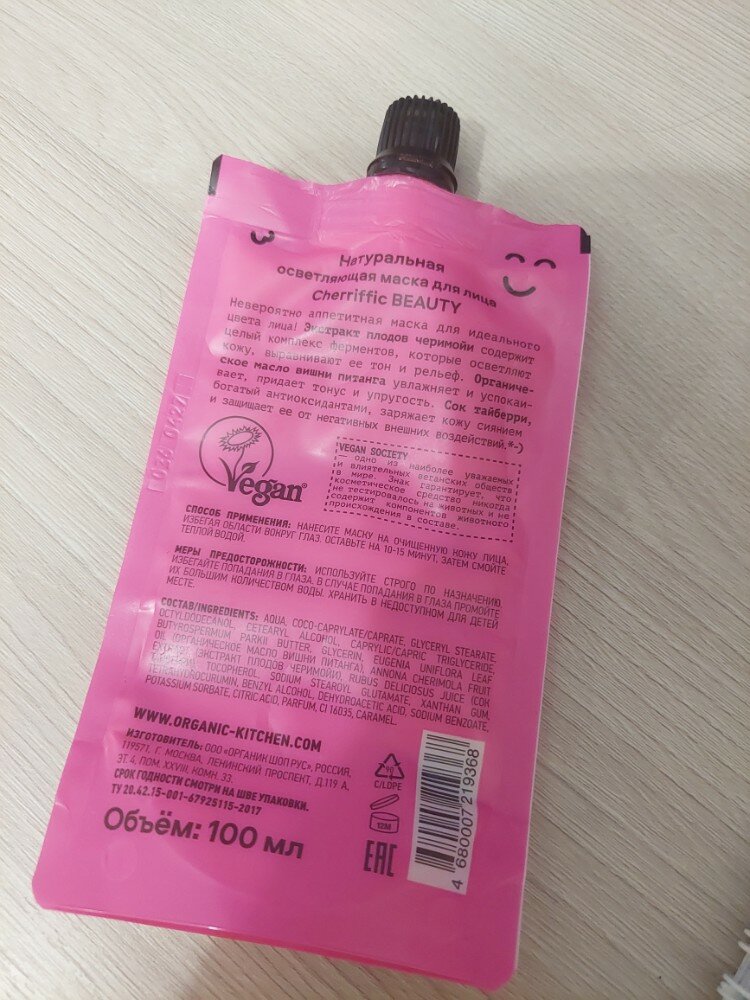 Натуральная
осветляющая маска для лица
Cherriffic BEAUTY
Невероятно аппетитная маска для идеального
цвета лица! Экстракт плодов черимойи содержит
целый комплекс ферментов, которые осветляют
кожу, выравнивают ее тон и рельеф. Органиче-
ское масло вишни питанга увлажняет и успокаи-
вает, придает тонус и упругость. Сок тайберри,
богатый антиоксидантами, заряжает кожу сиянием
и защищает ее от негативных внешних воздействий.*-)
Vegan
VEGAN SOCIETY
— одно из наиболее уважаемых
и влиятельных веганских обществ
в мире. Знак гарантирует, что
косметическое средство никогда
не тестировалось на животных и не
содержит компонентов животного
происхождения в составе.
СПОСОБ ПРИМЕНЕНИЯ: НАНЕСИТЕ МАСКУ НА ОЧИЩЕННУЮ КОЖУ ЛИЦА,
ИЗБЕГАЯ ОБЛАСТИ ВОКРУГ ГЛАЗ. ОСТАВЬТЕ НА 10-15 МИНУТ, ЗАТЕМ СМОЙТЕ
ТЕПЛОЙ ВОДОЙ.
МЕРЫ ПРЕДОСТОРОЖНОСТИ: ИСПОЛЬЗУЙТЕ СТРОГО ПО НАЗНАЧЕНИЮ,
ИЗБЕГАЙТЕ ПОПАДАНИЯ В ГЛАЗА. В СЛУЧАЕ ПОПАДАНИЯ В ГЛАЗА ПРОМОЙТЕ
ИХ БОЛЬШИМ КОЛИЧЕСТВОМ ВОДЫ. ХРАНИТЬ В НЕДОСТУПНОМ ДЛЯ ДЕТЕЙ
МЕСТЕ.
СОСТАВ/INGREDIENTS: AQUA, COCO-CAPRYLATE/CAPRATE, GLYCERYL STEARATE,
OCTYLDODECANOL, CETEARYL ALCOHOL, CAPRYLIC/CAPRIC TRIGLYCERIDE,
BUTYROSPERMUM PARKII BUTTER, GLYCERIN, EUGENIA UNIFLORA LEAF
OIL (ОРГАНИЧЕСКОЕ МАСЛО ВИШНИ ПИТАНГА), ANNONA CHERIMOLA FRUIT
EXTRACT (ЭКСТРАКТ ПЛОДОВ ЧЕРИМОЙИ), RUBUS DELICIOSUS JUICE (СОК
TOCOPHEROL, SODIUM STEAROYL GLUTAMATE, XANTHAN GUM,
TETRAHYDROCURUMIN, BENZYL ALCOHOL, DEHYDROACETIC ACID, SODIUM BENZOATE,
POTASSIUM SORBATE, CITRIC ACID, PARFUM, CI 16035, CARAMEL.
WWW.ORGANIC-KITCHEN.COM
ИЗГОТОВИТЕЛЬ: ООО «ОРГАНИК ШОП РУС», РОССИЯ,
119571, Г. МОСКВА, ЛЕНИНСКИЙ ПРОСПЕКТ, Д.119 А,
ЭТ. 4, ПОМ. XXVIII, КОМН. 33.
СРОК ГОДНОСТИ СМОТРИ НА ШВЕ УПАКОВКИ.
ТУ 20.42.15-001-67925115-2017
Объём: 100 мл
90
C/LDPE
12M
EAC
4 680007 219368